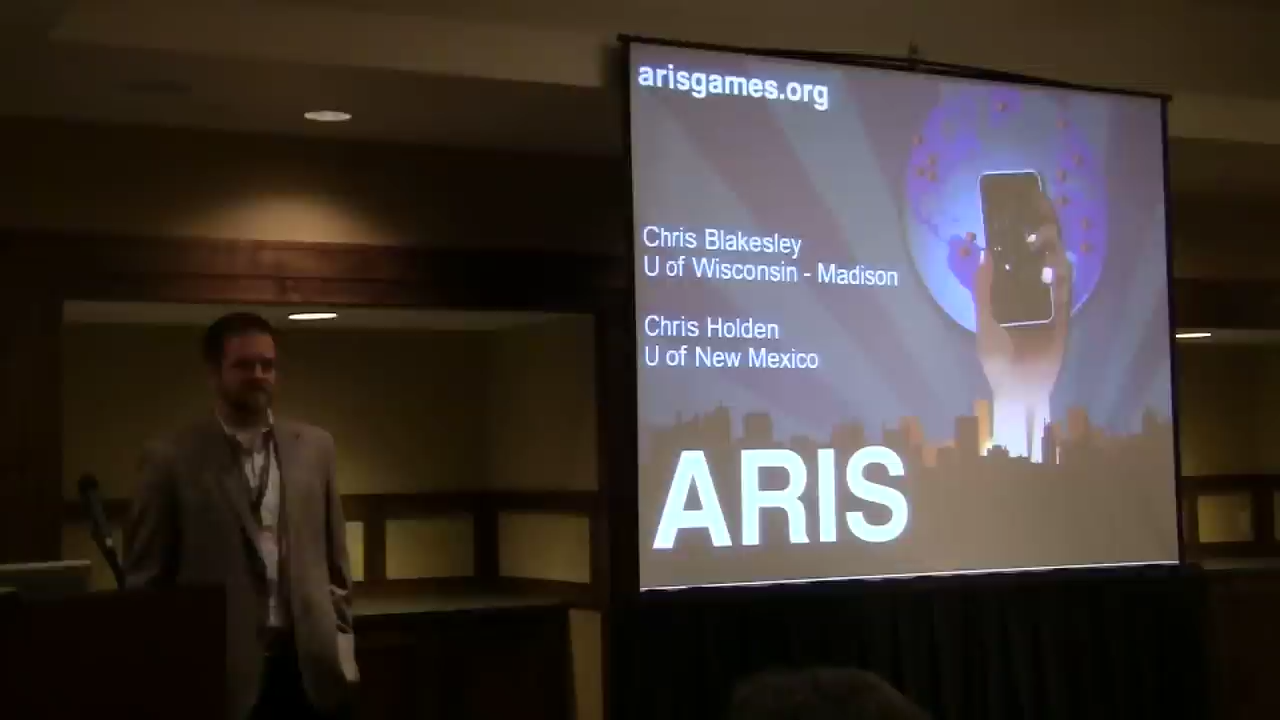 arisgames.org
Chris Blakesley
U of Wisconsin - Madison
Chris Holden
U of New Mexico
ARIS